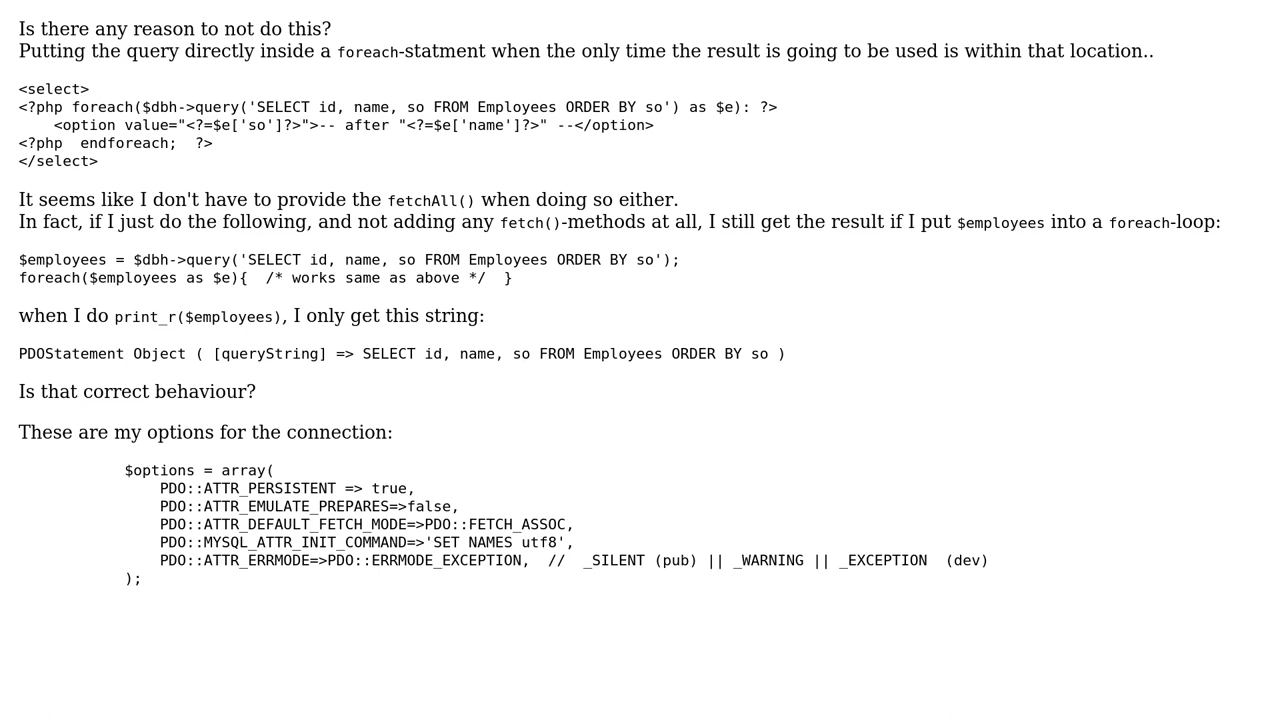 Is there any reason to not do this?
Putting the query directly inside a foreach-statment when the only time the result is going to be used is within that location..
<select>
<?php foreach($dbh->query('SELECT id, name, so FROM Employees ORDER BY so') as $e): ?>
    <option value="<?=$e['so']?>">-- after "<?=$e['name']?>" --</option>
<?php  endforeach;  ?>
</select>
It seems like I don't have to provide the fetchAll() when doing so either.
In fact, if I just do the following, and not adding any fetch()-methods at all, I still get the result if I put $employees into a foreach-loop:
$employees = $dbh->query('SELECT id, name, so FROM Employees ORDER BY so');
foreach($employees as $e){  /* works same as above */  }
when I do print_r($employees), I only get this string:
PDOStatement Object ( [queryString] => SELECT id, name, so FROM Employees ORDER BY so )
Is that correct behaviour?
These are my options for the connection:
            $options = array(
                PDO::ATTR_PERSISTENT => true,
                PDO::ATTR_EMULATE_PREPARES=>false,
                PDO::ATTR_DEFAULT_FETCH_MODE=>PDO::FETCH_ASSOC,
                PDO::MYSQL_ATTR_INIT_COMMAND=>'SET NAMES utf8',
                PDO::ATTR_ERRMODE=>PDO::ERRMODE_EXCEPTION,  //  _SILENT (pub) || _WARNING || _EXCEPTION  (dev)
            );